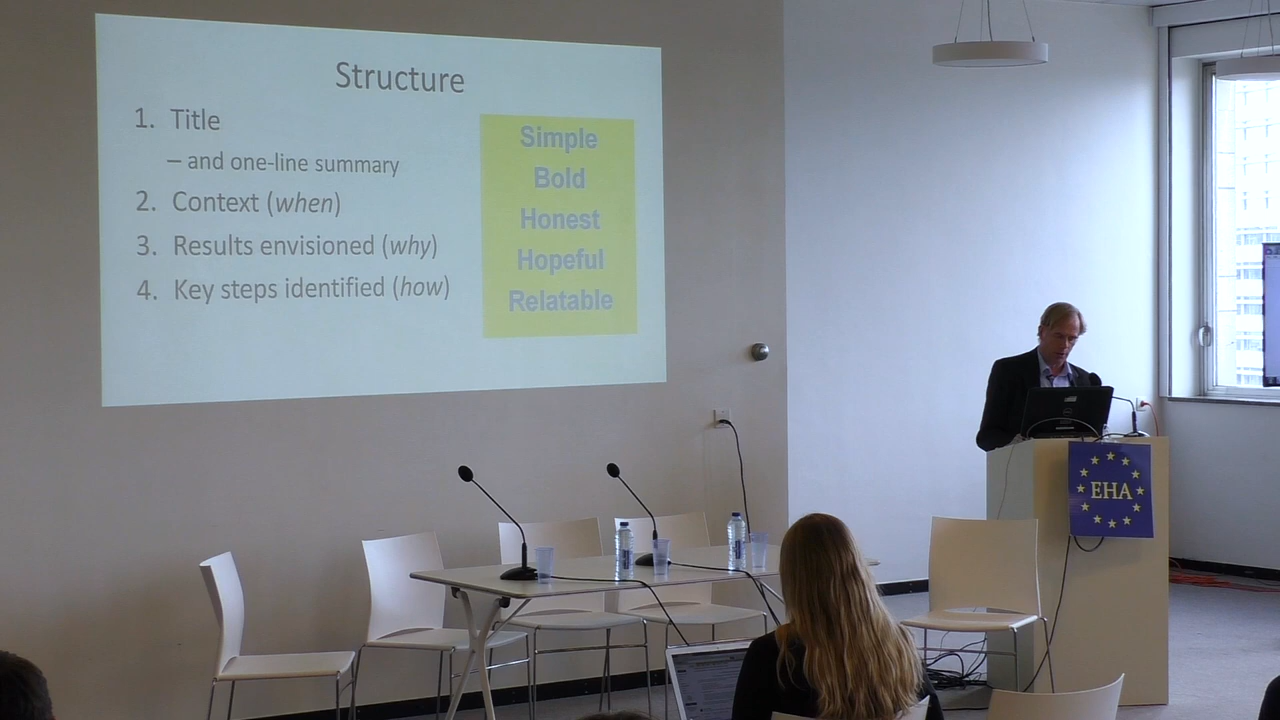 Structure
1. Title
– and one-line summary
2. Context (when)
3. Results envisioned (why)
4. Key steps identified (how)
Simple
Bold
Honest
Hopeful
Relatable
EHA